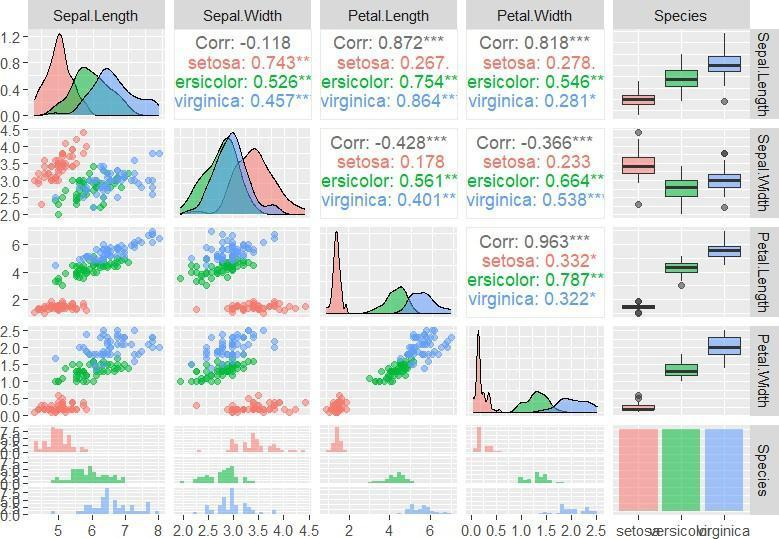 Sepal.Length Sepal.Width Petal.Length Petal.Width Species
1.2
0.8
0.4
0.0
Corr: -0.118
setosa: 0.743**
ersicolor: 0.526**
virginica: 0.457**
Corr: 0.872***
setosa: 0.267.
ersicolor: 0.754**
virginica: 0.864**
Corr: 0.818***
setosa: 0.278.
ersicolor: 0.546**
virginica: 0.281*
Sepal.Length
4.5
4.0
3.5
3.0
2.5
2.0
Corr: -0.428***
setosa: 0.178
ersicolor: 0.561**
virginica: 0.401**
Corr: -0.366***
setosa: 0.233
ersicolor: 0.664**
virginica: 0.538**
Sepal.Width
6
4
2
Corr: 0.963***
setosa: 0.332*
ersicolor: 0.787**
virginica: 0.322*
Petal.Length
2.5
2.0
1.5
1.0
0.5
0.0
Petal.Width
Species
5 6 7 8 2.0 2.5 3.0 3.5 4.0 4.5 2 4 6 0.0 0.5 1.0 1.5 2.0 2.5 setosa versicolor virginica